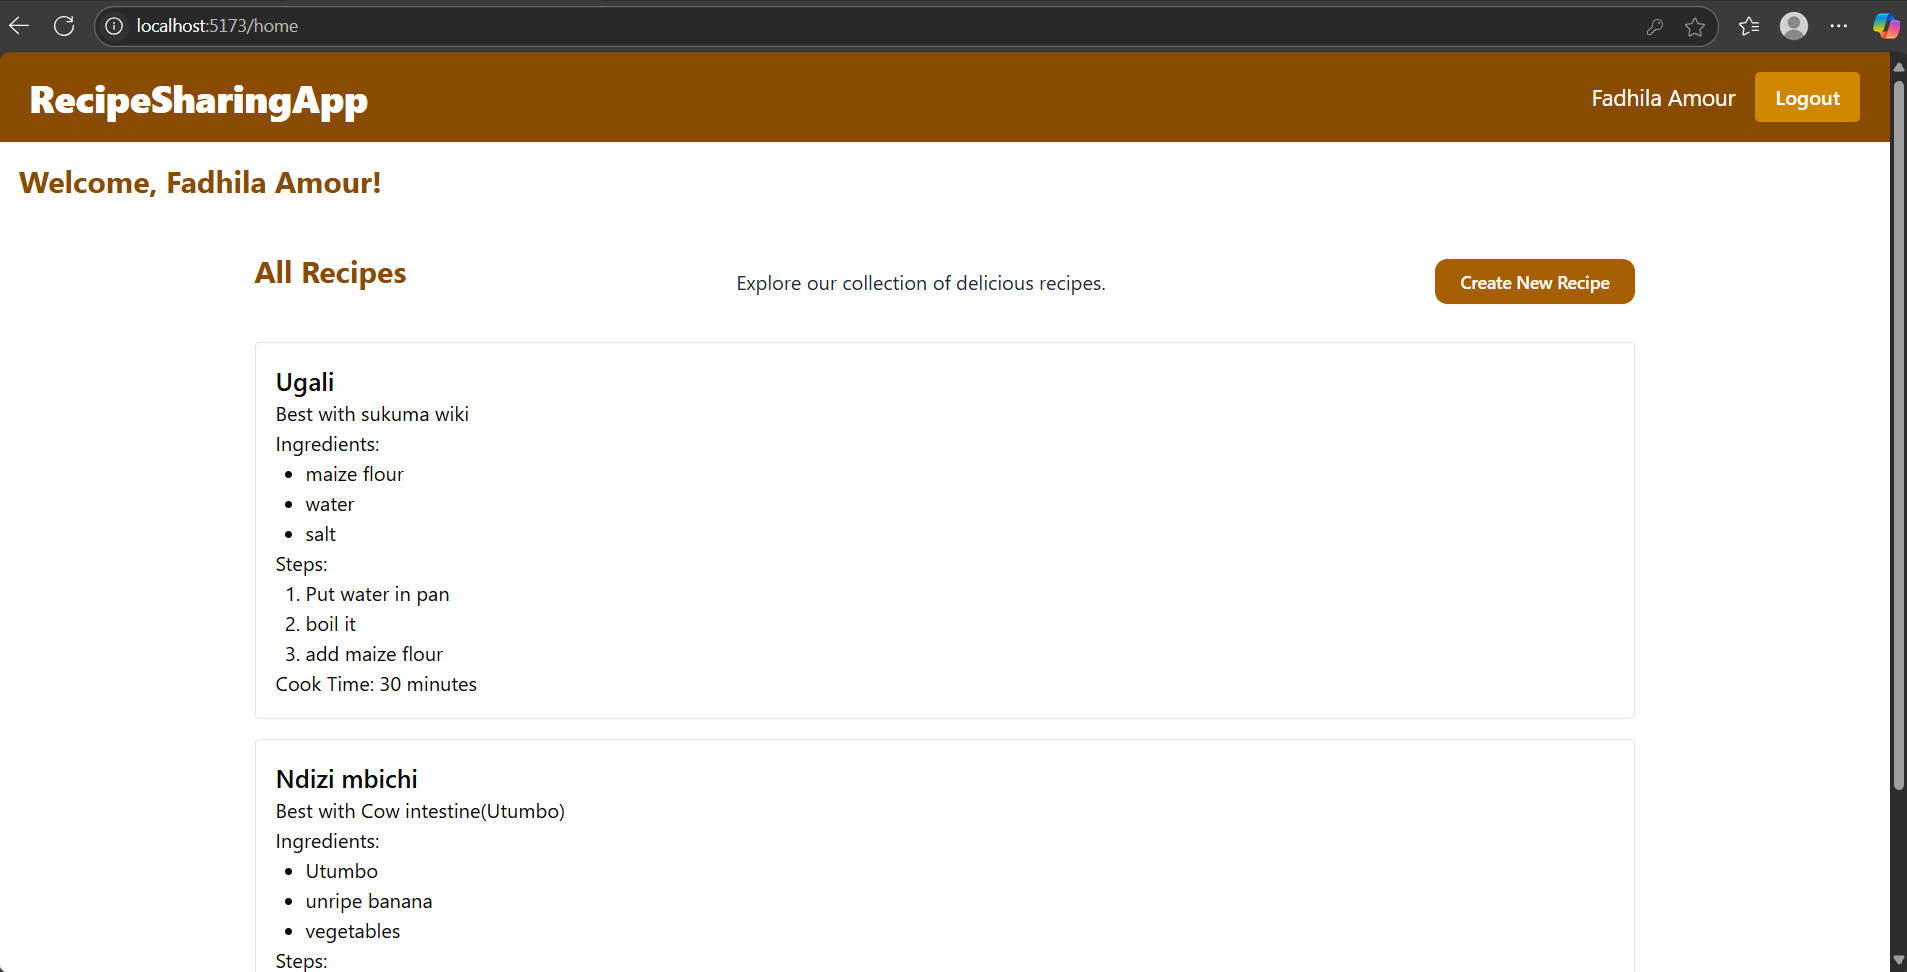 localhost:5173/home
RecipeSharingApp
Fadhila Amour
Logout
Welcome, Fadhila Amour!
All Recipes
Explore our collection of delicious recipes.
Create New Recipe
Ugali
Best with sukuma wiki
Ingredients:
• maize flour
• water
• salt
Steps:
1. Put water in pan
2. boil it
3. add maize flour
Cook Time: 30 minutes
Ndizi mbichi
Best with Cow intestine(Utumbo)
Ingredients:
• Utumbo
• unripe banana
• vegetables
Steps: